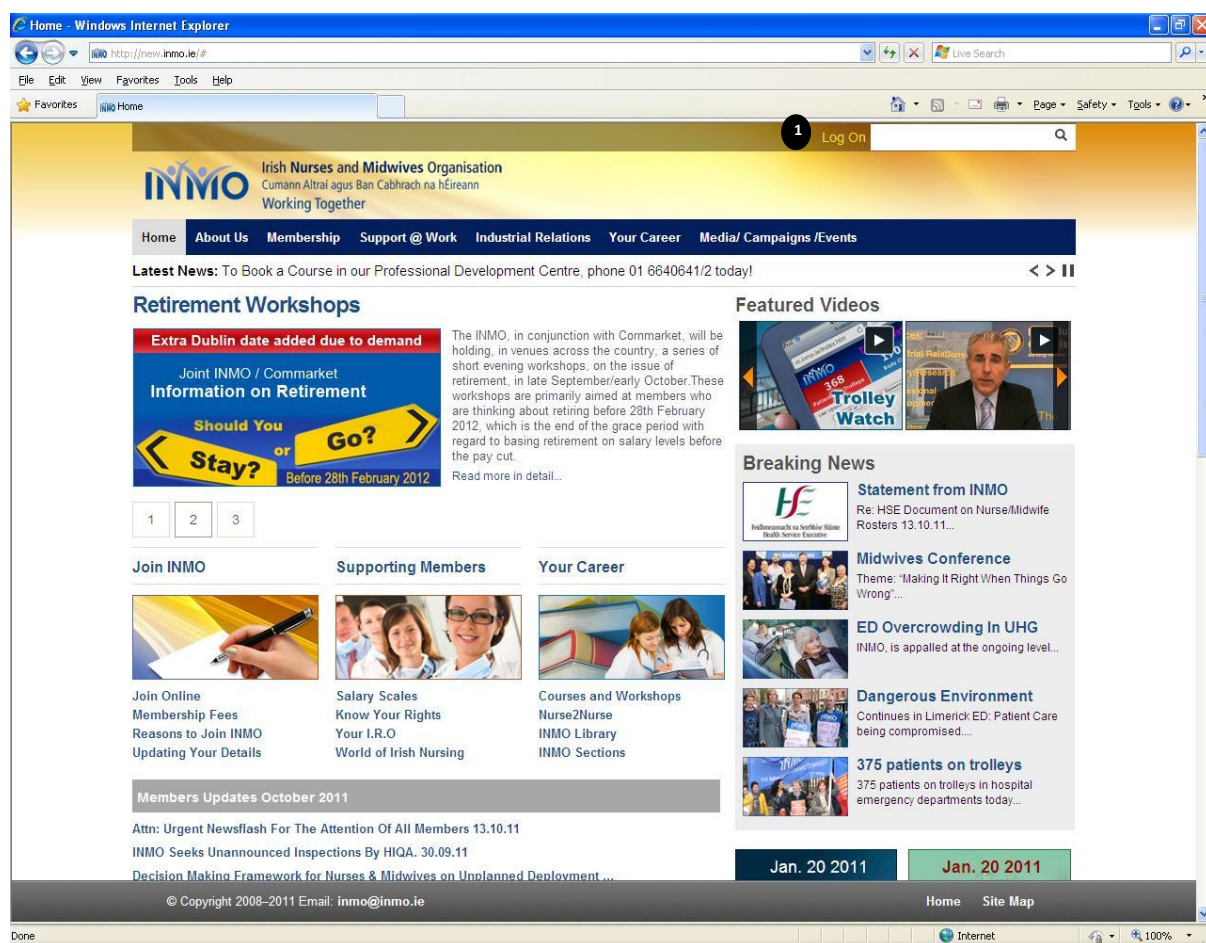 Home - Windows Internet Explorer
http://new.inmo.ie/#
Live Search
File Edit View Favorites Tools Help
Favorites
INMO Home
Page Safety Tools
1
Log On
INMO
Irish Nurses and Midwives Organisation
Cumann Altraí agus Ban Cabhrach na hÉireann
Working Together
Home About Us Membership Support @ Work Industrial Relations Your Career Media/ Campaigns /Events
Latest News: To Book a Course in our Professional Development Centre, phone 01 6640641/2 today!
Retirement Workshops
Extra Dublin date added due to demand
Joint INMO / Cornmarket
Information on Retirement
Should You
Stay?
or
Go?
Before 28th February 2012
The INMO, in conjunction with Cornmarket, will be
holding, in venues across the country, a series of
short evening workshops, on the issue of
retirement, in late September/early October.These
workshops are primarily aimed at members who
are thinking about retiring before 28th February
2012, which is the end of the grace period with
regard to basing retirement on salary levels before
the pay cut.
Read more in detail...
1 2 3
Featured Videos
INMO
368
Trolley
Watch
The
Breaking News
HE
Feidhmeannacht na Seirbhíse Sláinte
Health Service Executive
Statement from INMO
Re: HSE Document on Nurse/Midwife
Rosters 13.10.11...
Midwives Conference
Theme: "Making It Right When Things Go
Wrong"...
ED Overcrowding In UHG
INMO, is appalled at the ongoing level...
Dangerous Environment
Continues in Limerick ED: Patient Care
being compromised....
375 patients on trolleys
375 patients on trolleys in hospital
emergency departments today...
Join INMO
Join Online
Membership Fees
Reasons to Join INMO
Updating Your Details
Supporting Members
Salary Scales
Know Your Rights
Your I.R.O
World of Irish Nursing
Your Career
Courses and Workshops
Nurse2Nurse
INMO Library
INMO Sections
Members Updates October 2011
Attn: Urgent Newsflash For The Attention Of All Members 13.10.11
INMO Seeks Unannounced Inspections By HIQA. 30.09.11
Decision Making Framework for Nurses & Midwives on Unplanned Deployment ...
Jan. 20 2011
Jan. 20 2011
© Copyright 2008–2011 Email: inmo@inmo.ie
Home Site Map
Done
Internet
100%